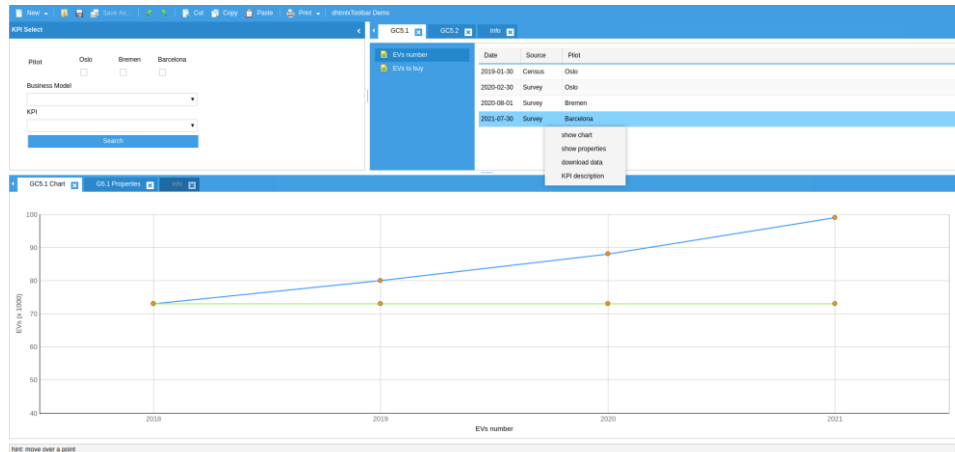 New Save As... Cut Copy Paste Print dhtmlxToolbar Demo
KPI Select
Pilot Oslo Bremen Barcelona
Business Model
KPI
Search
GC5.1 GC5.2 Info
EVs number
EVs to buy
Date Source Pilot
2019-01-30 Census Oslo
2020-02-30 Survey Oslo
2020-08-01 Survey Bremen
2021-07-30 Survey Barcelona
show chart
show properties
download data
KPI description
GC5.1 Chart G5.1 Properties Info
100
90
80
70
60
50
40
EVs (x 1000)
2018 2019 2020 2021
EVs number
hint: move over a point